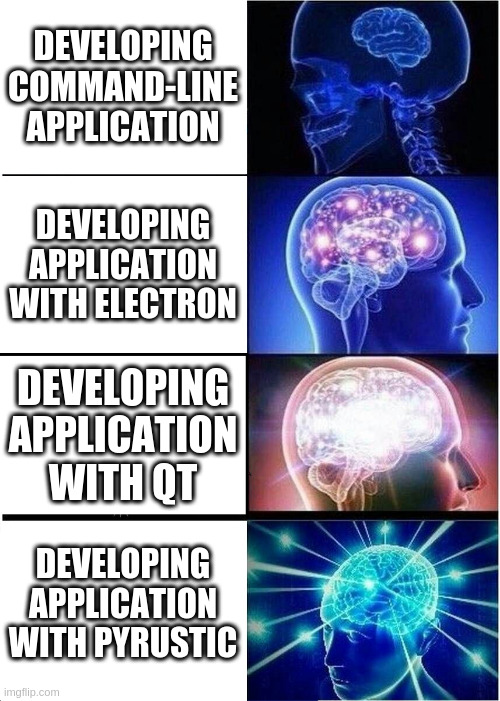 DEVELOPING
COMMAND-LINE
APPLICATION
DEVELOPING
APPLICATION
WITH ELECTRON
DEVELOPING
APPLICATION
WITH QT
DEVELOPING
APPLICATION
WITH PYRUSTIC
imgflip.com